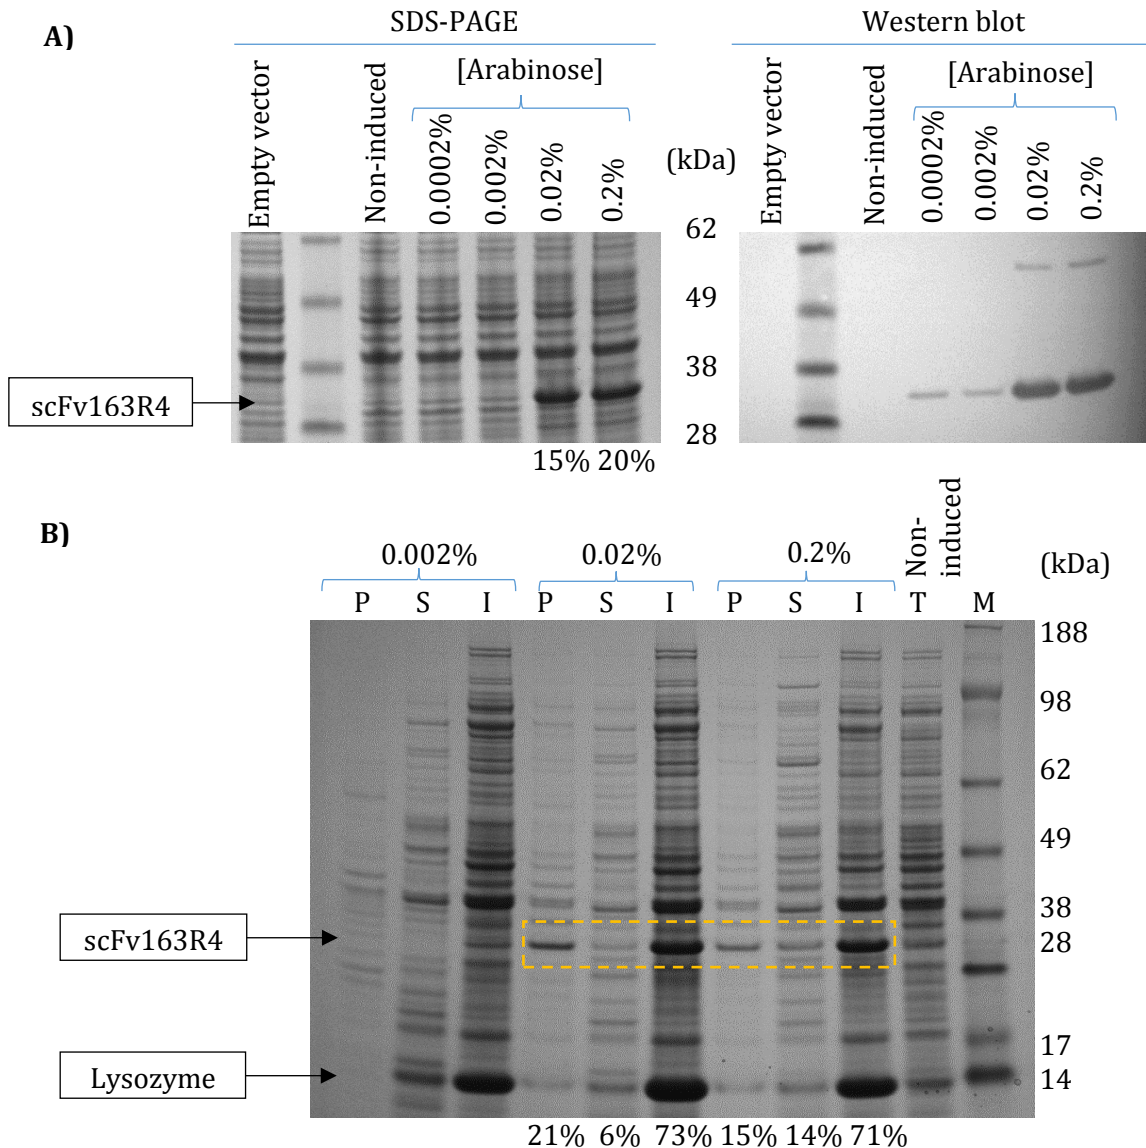 A)
SDS-PAGE
Western blot
Empty vector
Non-induced
[Arabinose]
0.0002%
0.002%
0.02%
0.2%
(kDa)
Empty vector
Non-induced
[Arabinose]
0.0002%
0.002%
0.02%
0.2%
62
49
38
28
scFv163R4
15% 20%
B)
0.002%
0.02%
0.2%
Non-
induced
(kDa)
P S I P S I P S I T M
188
98
62
49
38
28
17
14
scFv163R4
Lysozyme
21% 6% 73% 15% 14% 71%